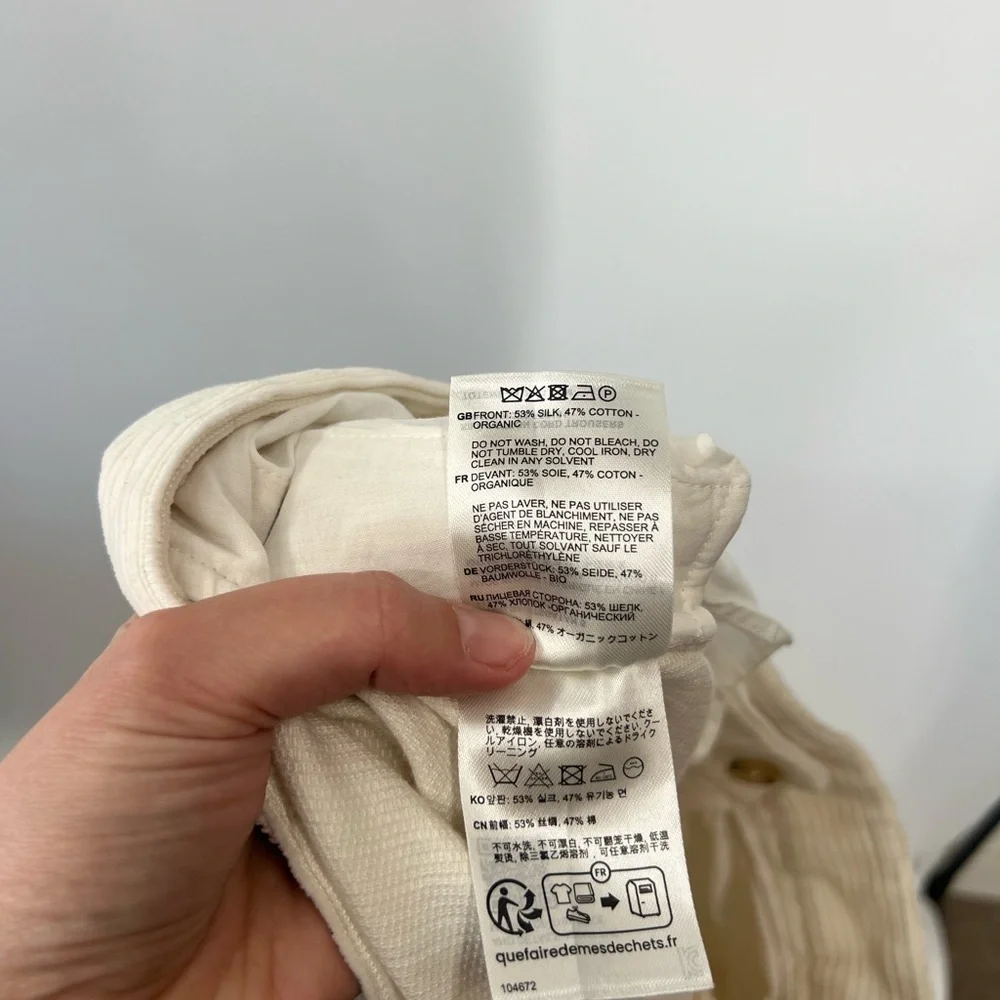 GB FRONT: 53% SILK, 47% COTTON -
ORGANIC
DO NOT WASH, DO NOT BLEACH, DO
NOT TUMBLE DRY, COOL IRON, DRY
CLEAN IN ANY SOLVENT
FR DEVANT: 53% SOIE, 47% COTON -
ORGANIQUE
NE PAS LAVER, NE PAS UTILISER
D'AGENT DE BLANCHIMENT, NE PAS
SÉCHER EN MACHINE, REPASSER À
BASSE TEMPÉRATURE, NETTOYER
À SEC, TOUT SOLVANT SAUF LE
TRICHLORÉTHYLÈNE
DE VORDERSTÜCK: 53% SEIDE, 47%
BAUMWOLLE - BIO
RU ЛИЦЕВАЯ СТОРОНА: 53% ШЕЛК,
47% ХЛОПОК -ОРГАНИЧЕСКИЙ
47% オーガニックコットン
洗濯禁止, 漂白剤を使用しないでくださ
い, 乾燥機を使用しないでください, クー
ルアイロン, 任意の溶剤によるドライク
リーニング
KO 앞판: 53% 실크, 47% 유기농 면
CN 前幅: 53% 丝绸, 47% 棉
不可水洗, 不可漂白, 不可翻笼干燥, 低温
熨烫, 除三氯乙烯溶剂, 可任意溶剂干洗
FR
quefairedemesdechets.fr
104672